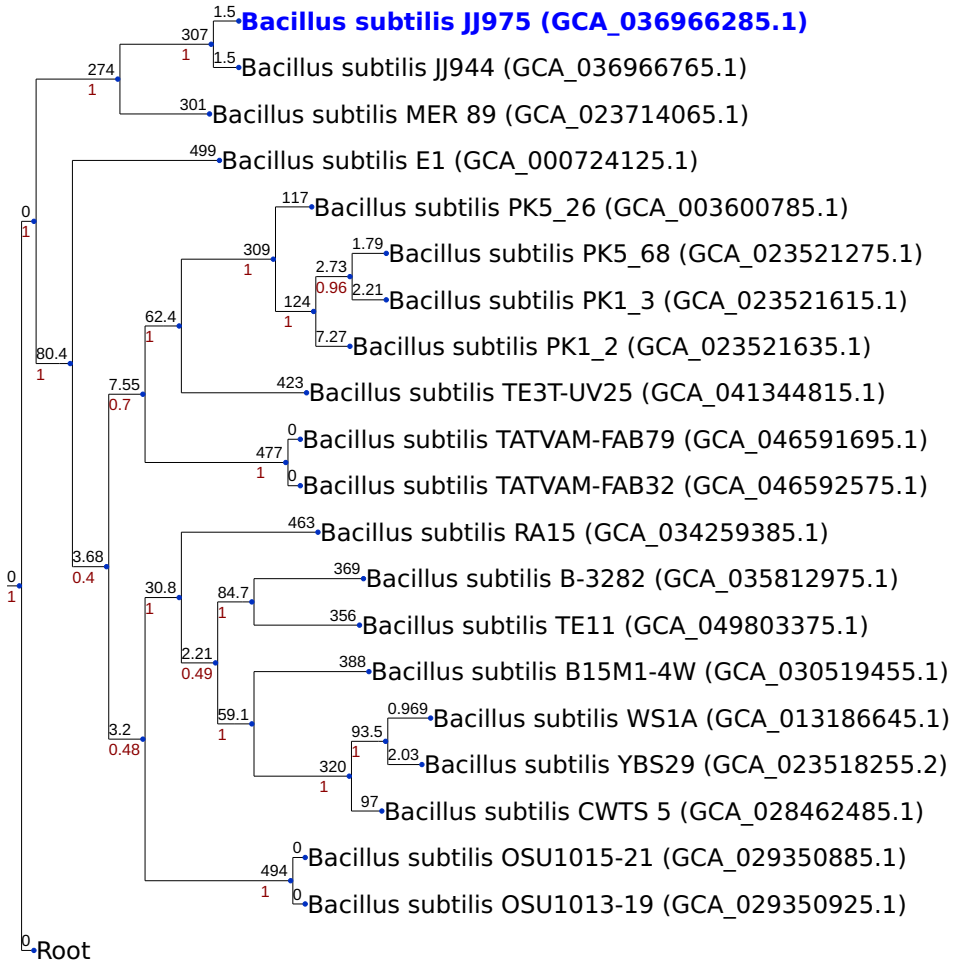 1.5
Bacillus subtilis JJ975 (GCA_036966285.1)
307
1
1.5
Bacillus subtilis JJ944 (GCA_036966765.1)
274
1
301
Bacillus subtilis MER 89 (GCA_023714065.1)
499
Bacillus subtilis E1 (GCA_000724125.1)
0
1
117
Bacillus subtilis PK5_26 (GCA_003600785.1)
309
1
1.79
Bacillus subtilis PK5_68 (GCA_023521275.1)
2.73
0.96
2.21
Bacillus subtilis PK1_3 (GCA_023521615.1)
124
1
7.27
Bacillus subtilis PK1_2 (GCA_023521635.1)
62.4
1
80.4
1
423
Bacillus subtilis TE3T-UV25 (GCA_041344815.1)
7.55
0.7
0
Bacillus subtilis TATVAM-FAB79 (GCA_046591695.1)
477
1
0
Bacillus subtilis TATVAM-FAB32 (GCA_046592575.1)
463
Bacillus subtilis RA15 (GCA_034259385.1)
3.68
0.4
0
1
369
Bacillus subtilis B-3282 (GCA_035812975.1)
30.8
1
84.7
1
356
Bacillus subtilis TE11 (GCA_049803375.1)
2.21
0.49
388
Bacillus subtilis B15M1-4W (GCA_030519455.1)
59.1
1
0.969
Bacillus subtilis WS1A (GCA_013186645.1)
3.2
0.48
93.5
1
2.03
Bacillus subtilis YBS29 (GCA_023518255.2)
320
1
97
Bacillus subtilis CWTS 5 (GCA_028462485.1)
0
Bacillus subtilis OSU1015-21 (GCA_029350885.1)
494
1
0
Bacillus subtilis OSU1013-19 (GCA_029350925.1)
0
Root